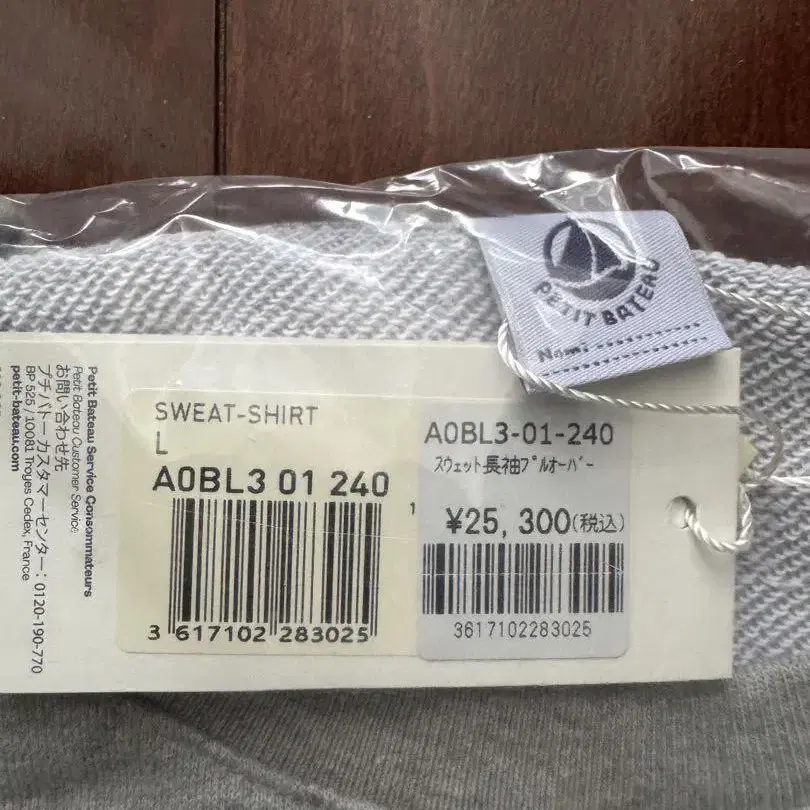 PETIT BATEAU
Nomi
Petit Bateau Service Consommateurs
Petit Bateau Customer Service
お問い合わせ先
プチバトー カスタマーセンター : 0120-190-770
BP 525 / 10081 Troyes Cedex, France
petit-bateau.com
SWEAT-SHIRT
L
A0BL3 01 240
3 617102 283025
1
A0BL3-01-240
スウェット長袖プルオーバー
¥25,300(税込)
3617102283025